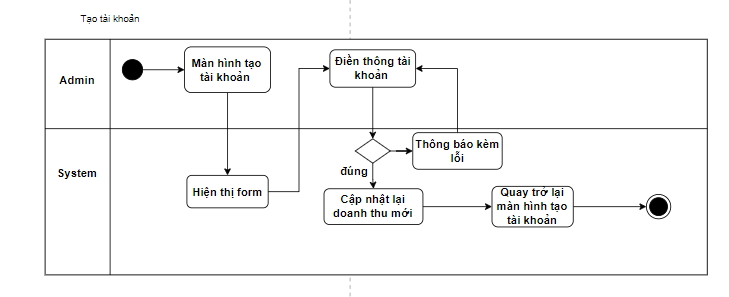 Tạo tài khoản
Admin
Màn hình tạo
tài khoản
Điền thông tài
khoản
System
Hiện thị form
đúng
Thông báo kèm
lỗi
Cập nhật lại
doanh thu mới
Quay trở lại
màn hình tạo
tài khoản